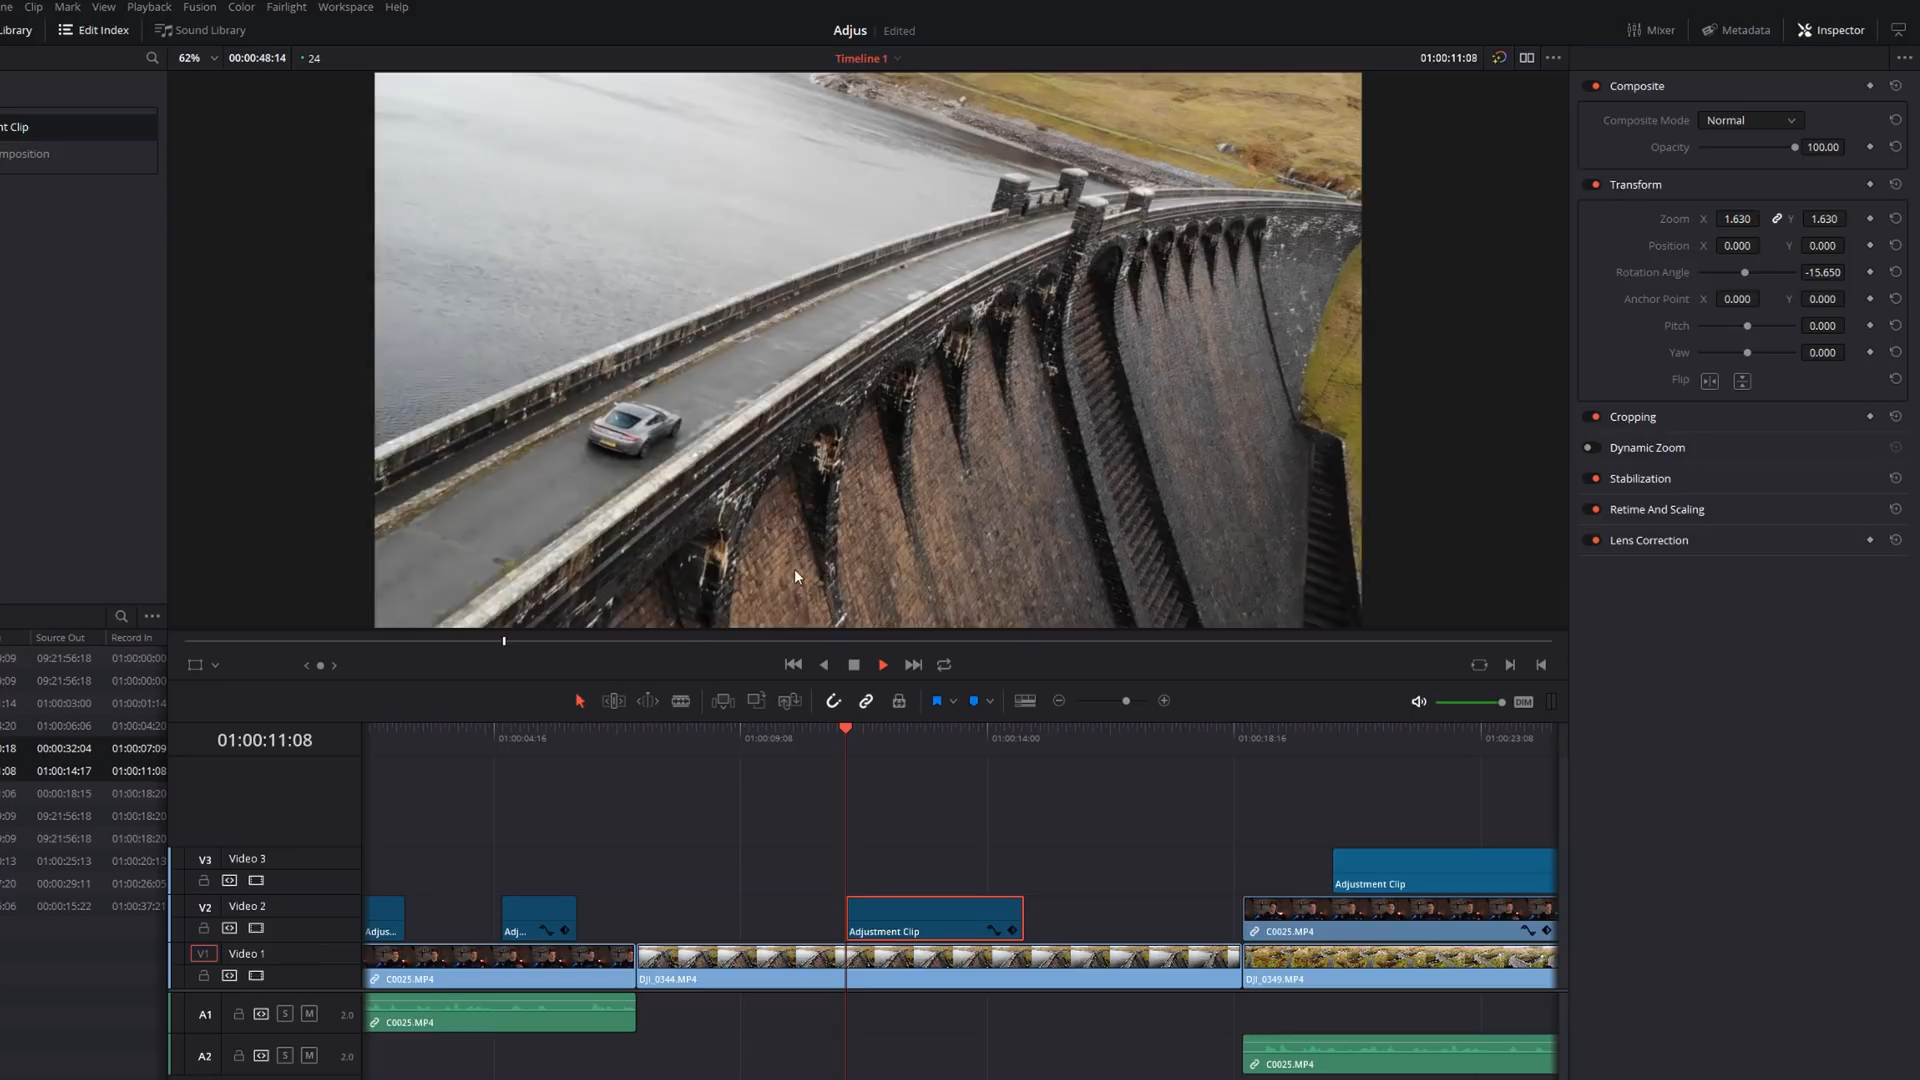 ne Clip Mark View Playback Fusion Color Fairlight Workspace Help
Library Edit Index Sound Library Adjus Edited Mixer Metadata Inspector
62% 00:00:48:14 24 Timeline 1 01:00:11:08
Composite
nt Clip
Composite Mode Normal
mposition
Opacity 100.00
Transform
Zoom X 1.630 Y 1.630
Position X 0.000 Y 0.000
Rotation Angle -15.650
Anchor Point X 0.000 Y 0.000
Pitch 0.000
Yaw 0.000
Flip
Cropping
Dynamic Zoom
Stabilization
Retime And Scaling
Lens Correction
Source Out Record In
:09 09:21:56:18 01:00:00:00
:09 09:21:56:18 01:00:00:00
:14 00:00:03:00 01:00:01:14
:20 00:00:06:06 01:00:04:20
:18 00:00:32:04 01:00:07:09
:08 01:00:14:17 01:00:11:08
:06 00:00:18:15 01:00:18:20
:09 09:21:56:18 01:00:18:20
:09 09:21:56:18 01:00:18:20
:13 01:00:25:13 01:00:20:13
:20 00:00:29:11 01:00:26:05
:06 00:00:15:22 01:00:37:21
DIM
01:00:11:08
01:00:04:16 01:00:09:08 01:00:14:00 01:00:18:16 01:00:23:08
V3 Video 3
Adjustment Clip
V2 Video 2
Adjus... Adj... Adjustment Clip C0025.MP4
V1 Video 1
C0025.MP4 DJI_0344.MP4 DJI_0349.MP4
A1 S M 2.0
C0025.MP4
A2 S M 2.0
C0025.MP4